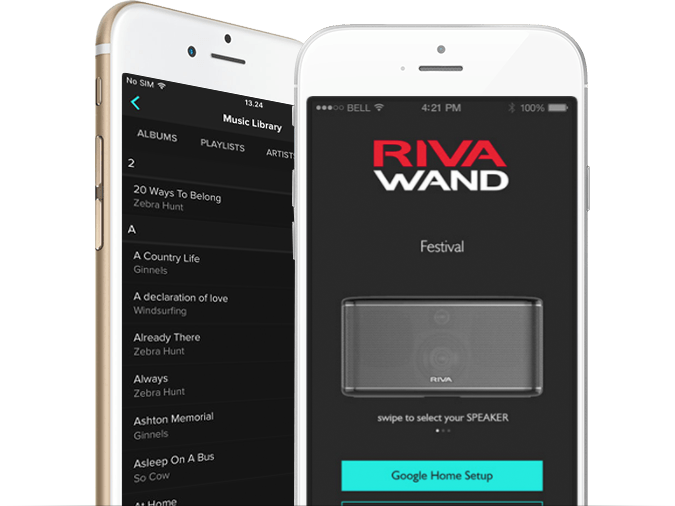 No SIM
13.24
Music Library
ALBUMS PLAYLISTS ARTISTS
2
20 Ways To Belong
Zebra Hunt
A
A Country Life
Ginnels
A declaration of love
Windsurfing
Already There
Zebra Hunt
Always
Zebra Hunt
Ashton Memorial
Ginnels
Asleep On A Bus
So Cow
At Home
BELL 4:21 PM 100%
RIVA
WAND
Festival
RIVA
swipe to select your SPEAKER
Google Home Setup